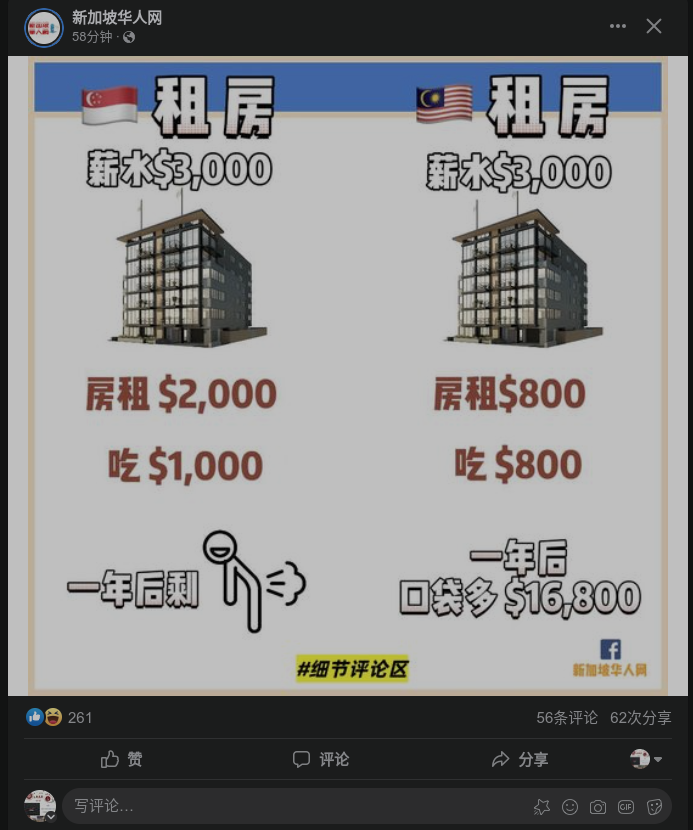 新加坡华人网
58分钟 ·
租房
薪水$3,000
房租 $2,000
吃 $1,000
一年后剩
租房
薪水$3,000
房租$800
吃 $800
一年后
口袋多 $16,800
#细节评论区
新加坡华人网
261
56条评论 62次分享
赞
评论
分享
写评论…
GIF